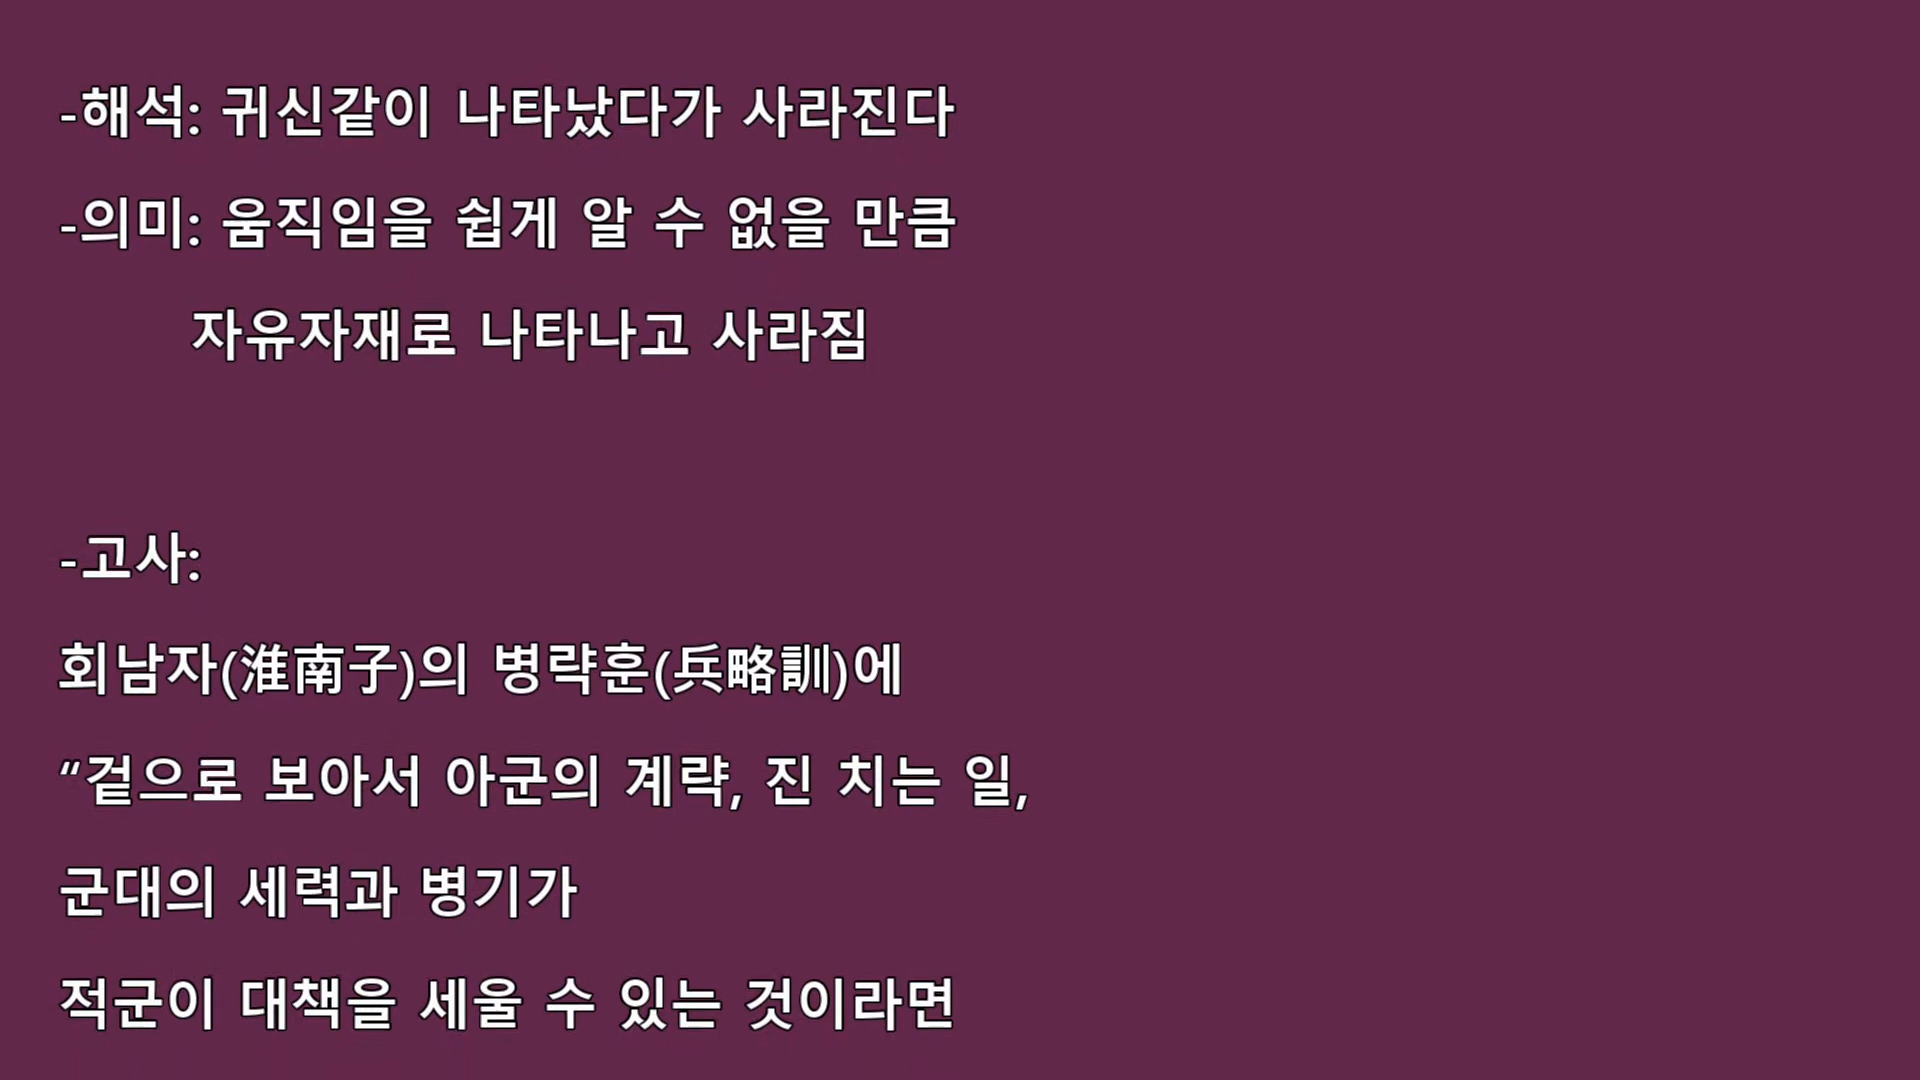 -해석: 귀신같이 나타났다가 사라진다
-의미: 움직임을 쉽게 알 수 없을 만큼
자유자재로 나타나고 사라짐
-고사:
회남자(淮南子)의 병략훈(兵略訓)에
“겉으로 보아서 아군의 계략, 진 치는 일,
군대의 세력과 병기가
적군이 대책을 세울 수 있는 것이라면